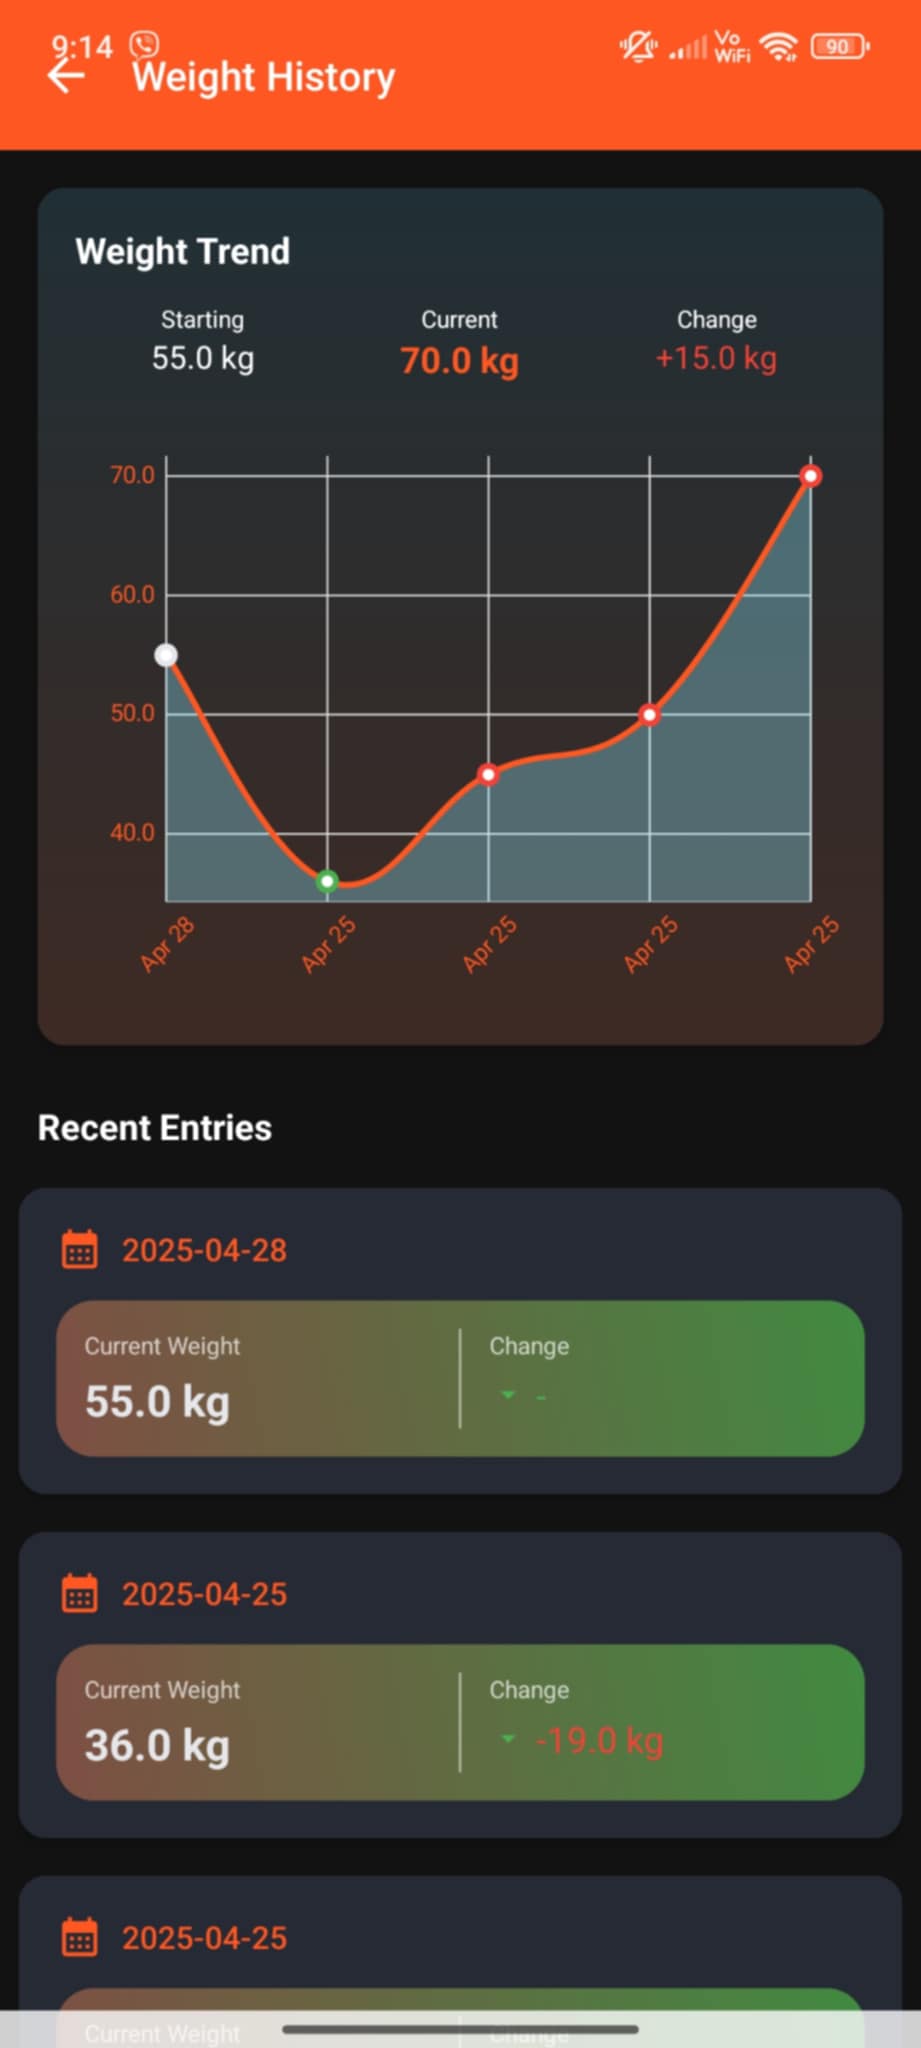 9:14
Vo
WiFi
90
Weight History
Weight Trend
Starting Current Change
55.0 kg 70.0 kg +15.0 kg
70.0
60.0
50.0
40.0
Apr 28 Apr 25 Apr 25 Apr 25 Apr 25
Recent Entries
2025-04-28
Current Weight Change
55.0 kg -
2025-04-25
Current Weight Change
36.0 kg -19.0 kg
2025-04-25
Current Weight Change